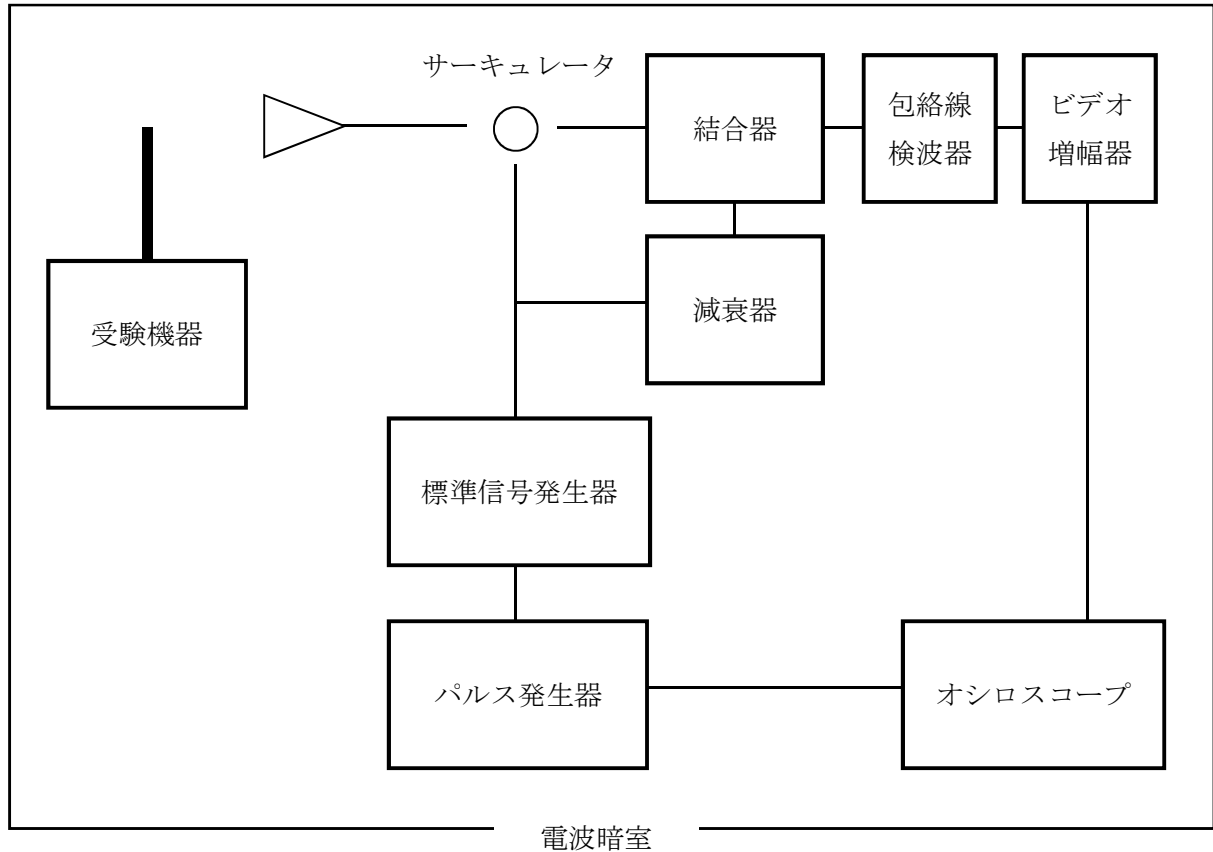 サーキュレータ
結合器
包絡線
検波器
ビデオ
増幅器
減衰器
受験機器
標準信号発生器
パルス発生器
オシロスコープ
電波暗室